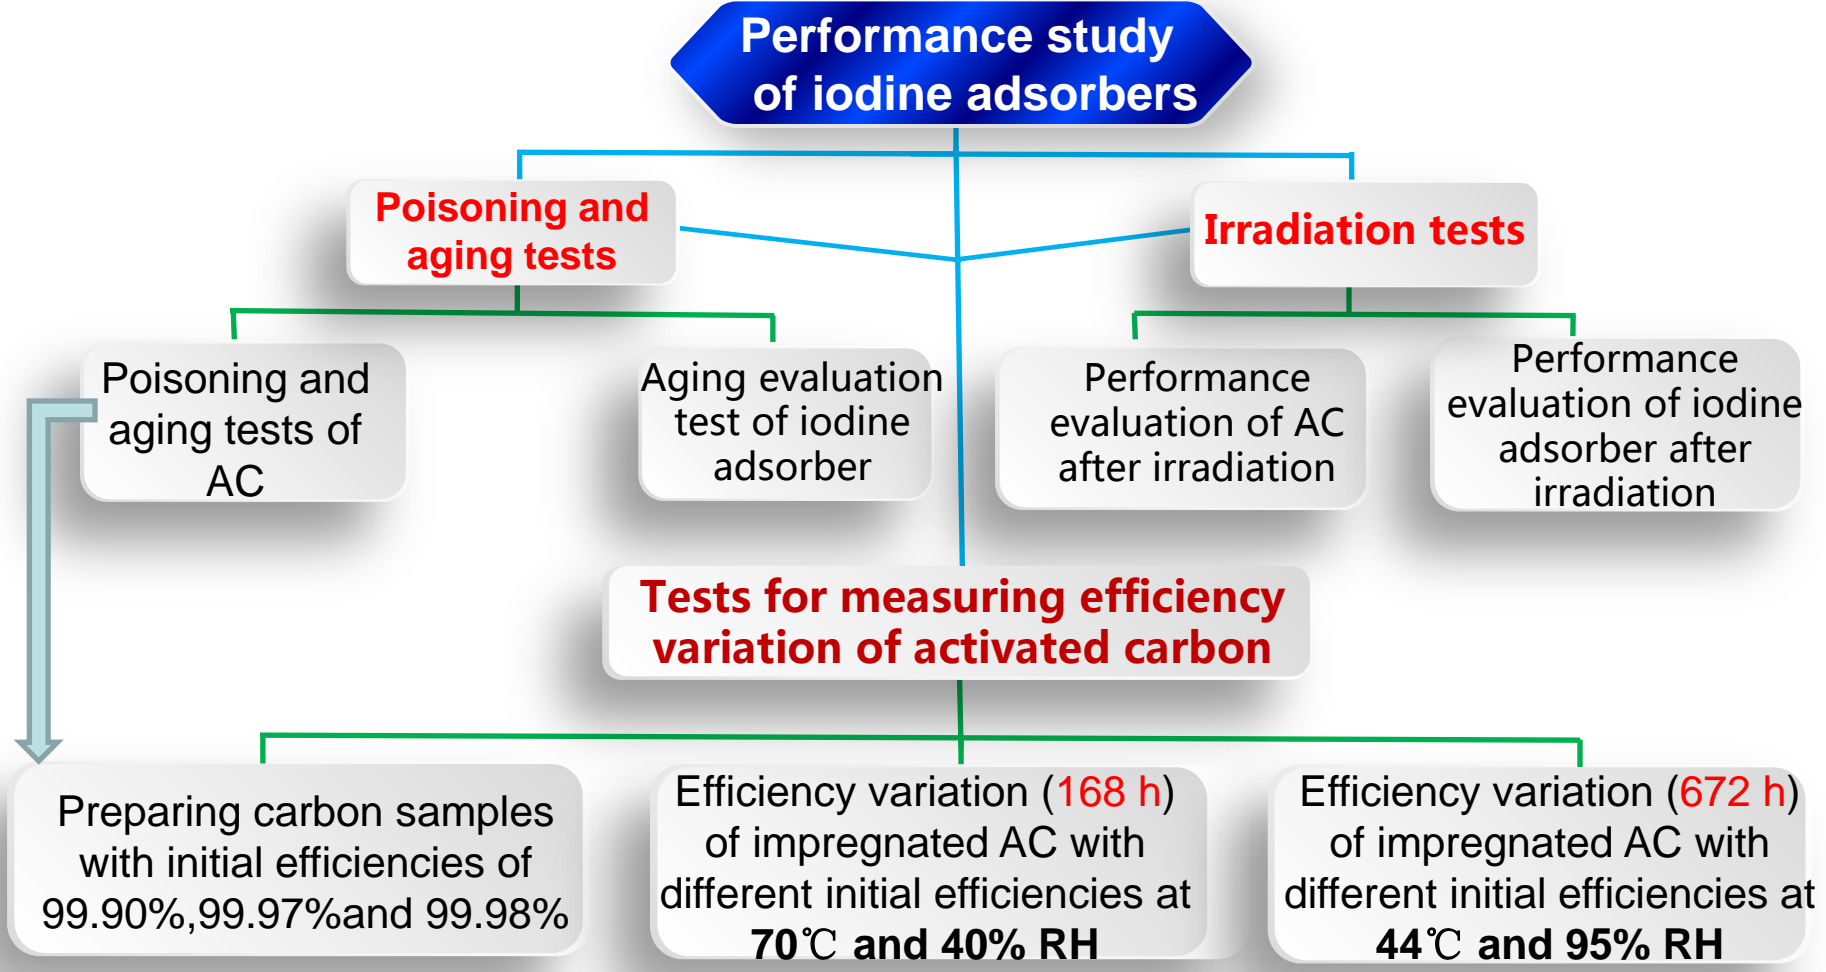 Performance study
of iodine adsorbers
Poisoning and
aging tests
Irradiation tests
Poisoning and
aging tests of
AC
Aging evaluation
test of iodine
adsorber
Performance
evaluation of AC
after irradiation
Performance
evaluation of iodine
adsorber after
irradiation
Tests for measuring efficiency
variation of activated carbon
Preparing carbon samples
with initial efficiencies of
99.90%,99.97%and 99.98%
Efficiency variation (168 h)
of impregnated AC with
different initial efficiencies at
70℃ and 40% RH
Efficiency variation (672 h)
of impregnated AC with
different initial efficiencies at
44℃ and 95% RH